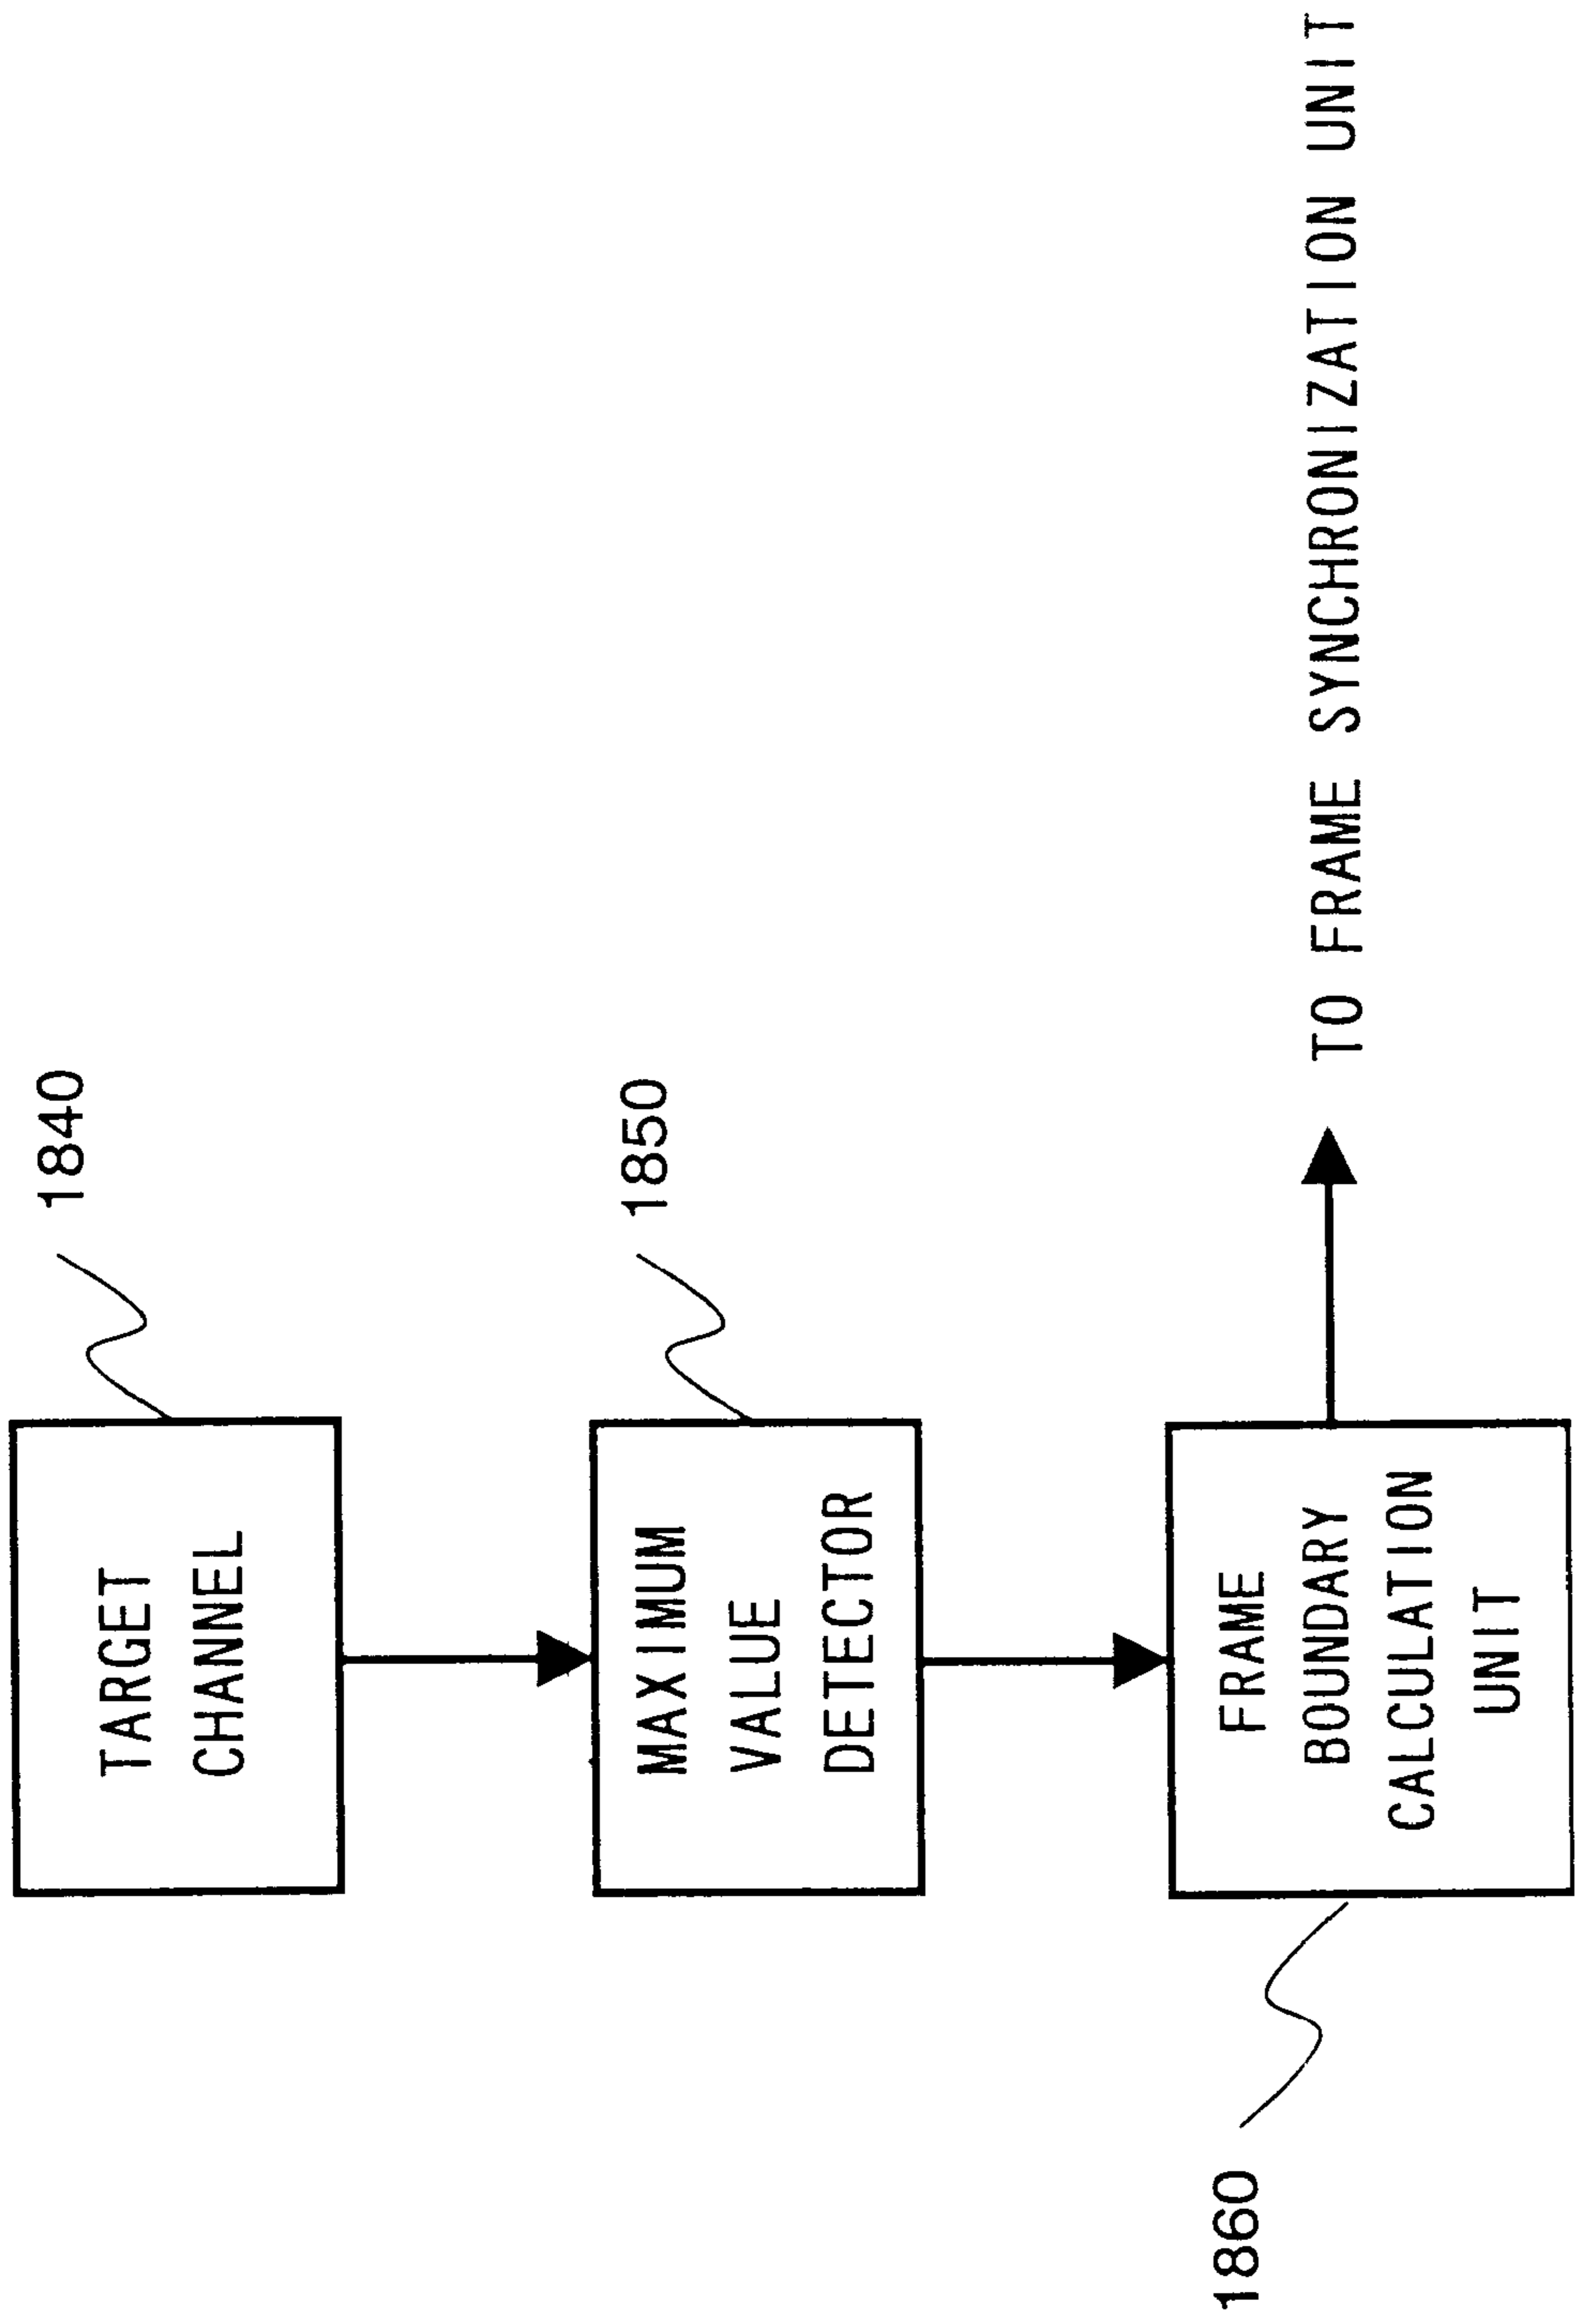 1840
TARGET
CHANNEL
1850
MAXIMUM
VALUE
DETECTOR
1860
FRAME
BOUNDARY
CALCULATION
UNIT
TO FRAME SYNCHRONIZATION UNIT